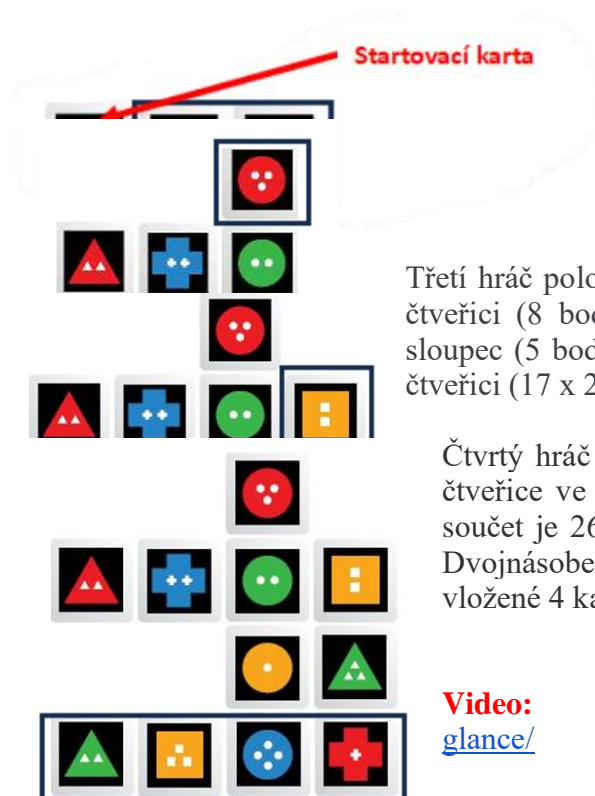 Startovací karta
Třetí hráč polo
čtveřici (8 bod
sloupec (5 bod
čtveřici (17 x 2
Čtvrtý hráč
čtveřice ve
součet je 26
Dvojnásobe
vložené 4 ka
Video:
glance/